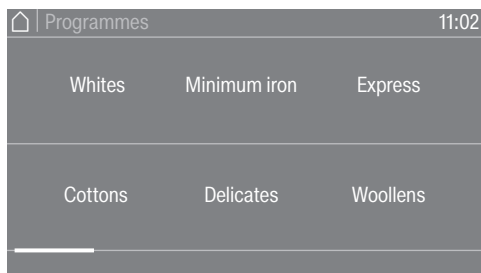 Programmes 11:02
Whites Minimum iron Express
Cottons Delicates Woollens